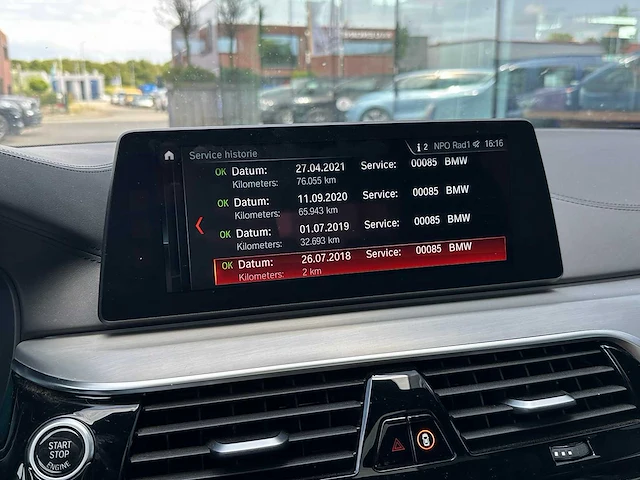 Service historie
2 NPO Rad1 16:16
OK Datum: 27.04.2021 Service: 00085 BMW
Kilometers: 76.055 km
OK Datum: 11.09.2020 Service: 00085 BMW
Kilometers: 65.943 km
OK Datum: 01.07.2019 Service: 00085 BMW
Kilometers: 32.693 km
OK Datum: 26.07.2018 Service: 00085 BMW
Kilometers: 2 km
START
STOP
ENGINE